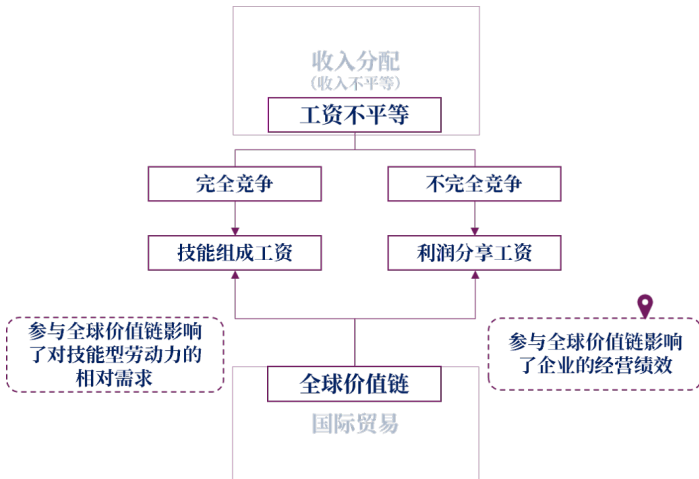 收入分配
（收入不平等）
工资不平等
完全竞争
不完全竞争
技能组成工资
利润分享工资
参与全球价值链影响
了对技能型劳动力的
相对需求
参与全球价值链影响
了企业的经营绩效
全球价值链
国际贸易